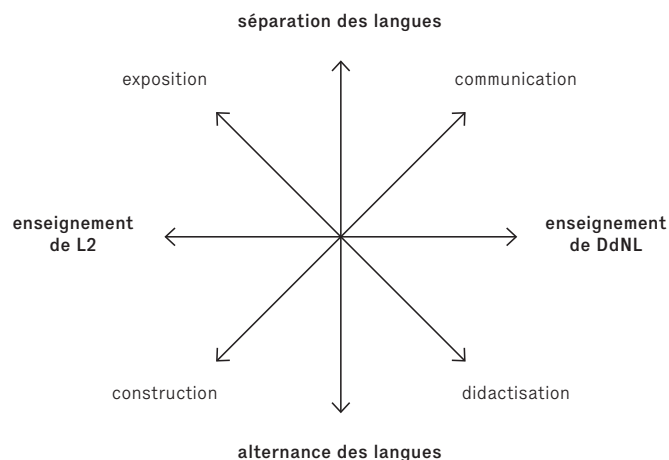 séparation des langues
exposition
communication
enseignement
de L2
enseignement
de DdNL
construction
didactisation
alternance des langues